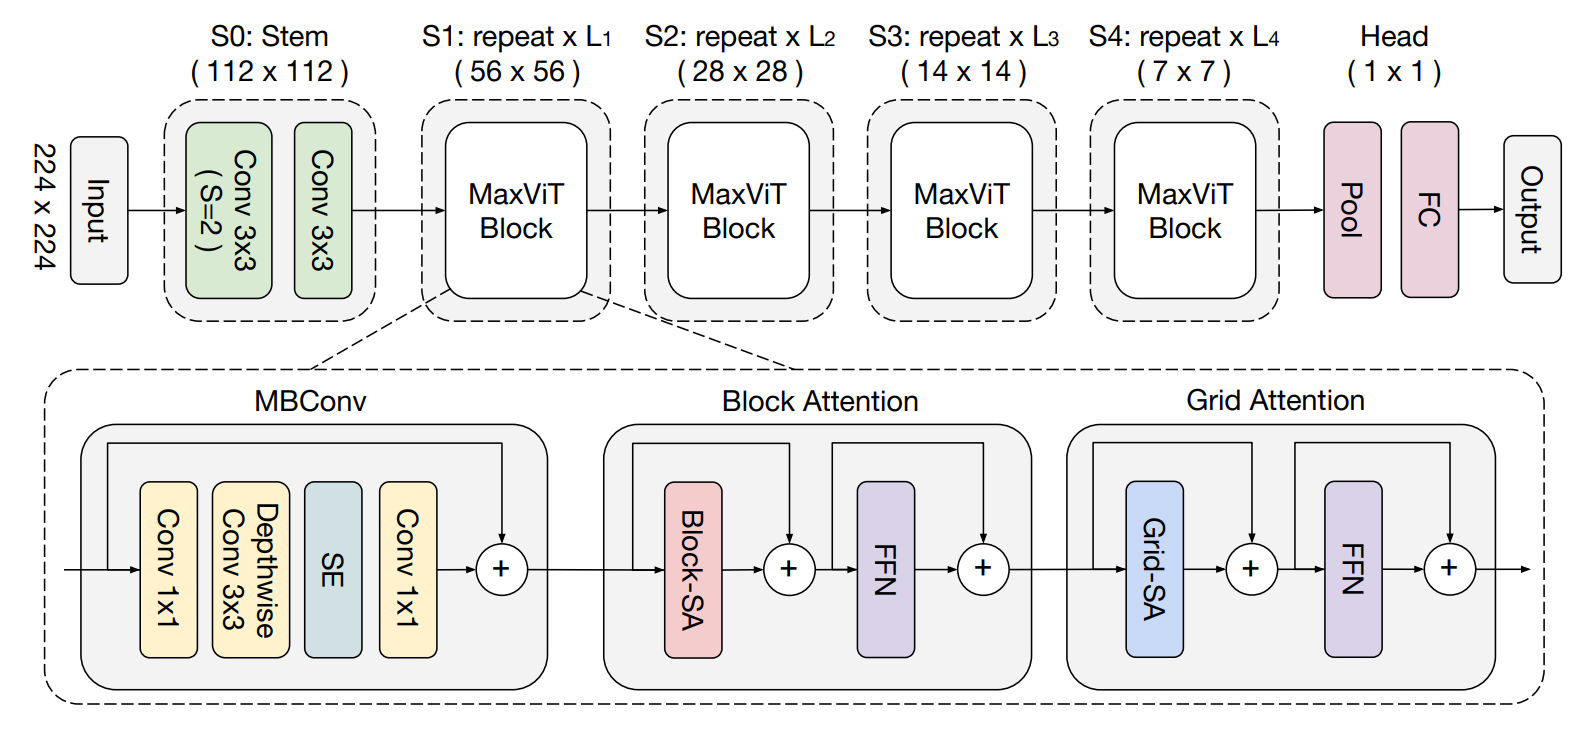 S0: Stem
( 112 x 112 )
S1: repeat x L1
( 56 x 56 )
S2: repeat x L2
( 28 x 28 )
S3: repeat x L3
( 14 x 14 )
S4: repeat x L4
( 7 x 7 )
Head
( 1 x 1 )
224 x 224
Input
Conv 3x3
( S=2 )
Conv 3x3
MaxViT
Block
MaxViT
Block
MaxViT
Block
MaxViT
Block
Pool
FC
Output
MBConv
Conv 1x1
Depthwise
Conv 3x3
SE
Conv 1x1
+
Block Attention
Block-SA
+
FFN
+
Grid Attention
Grid-SA
+
FFN
+